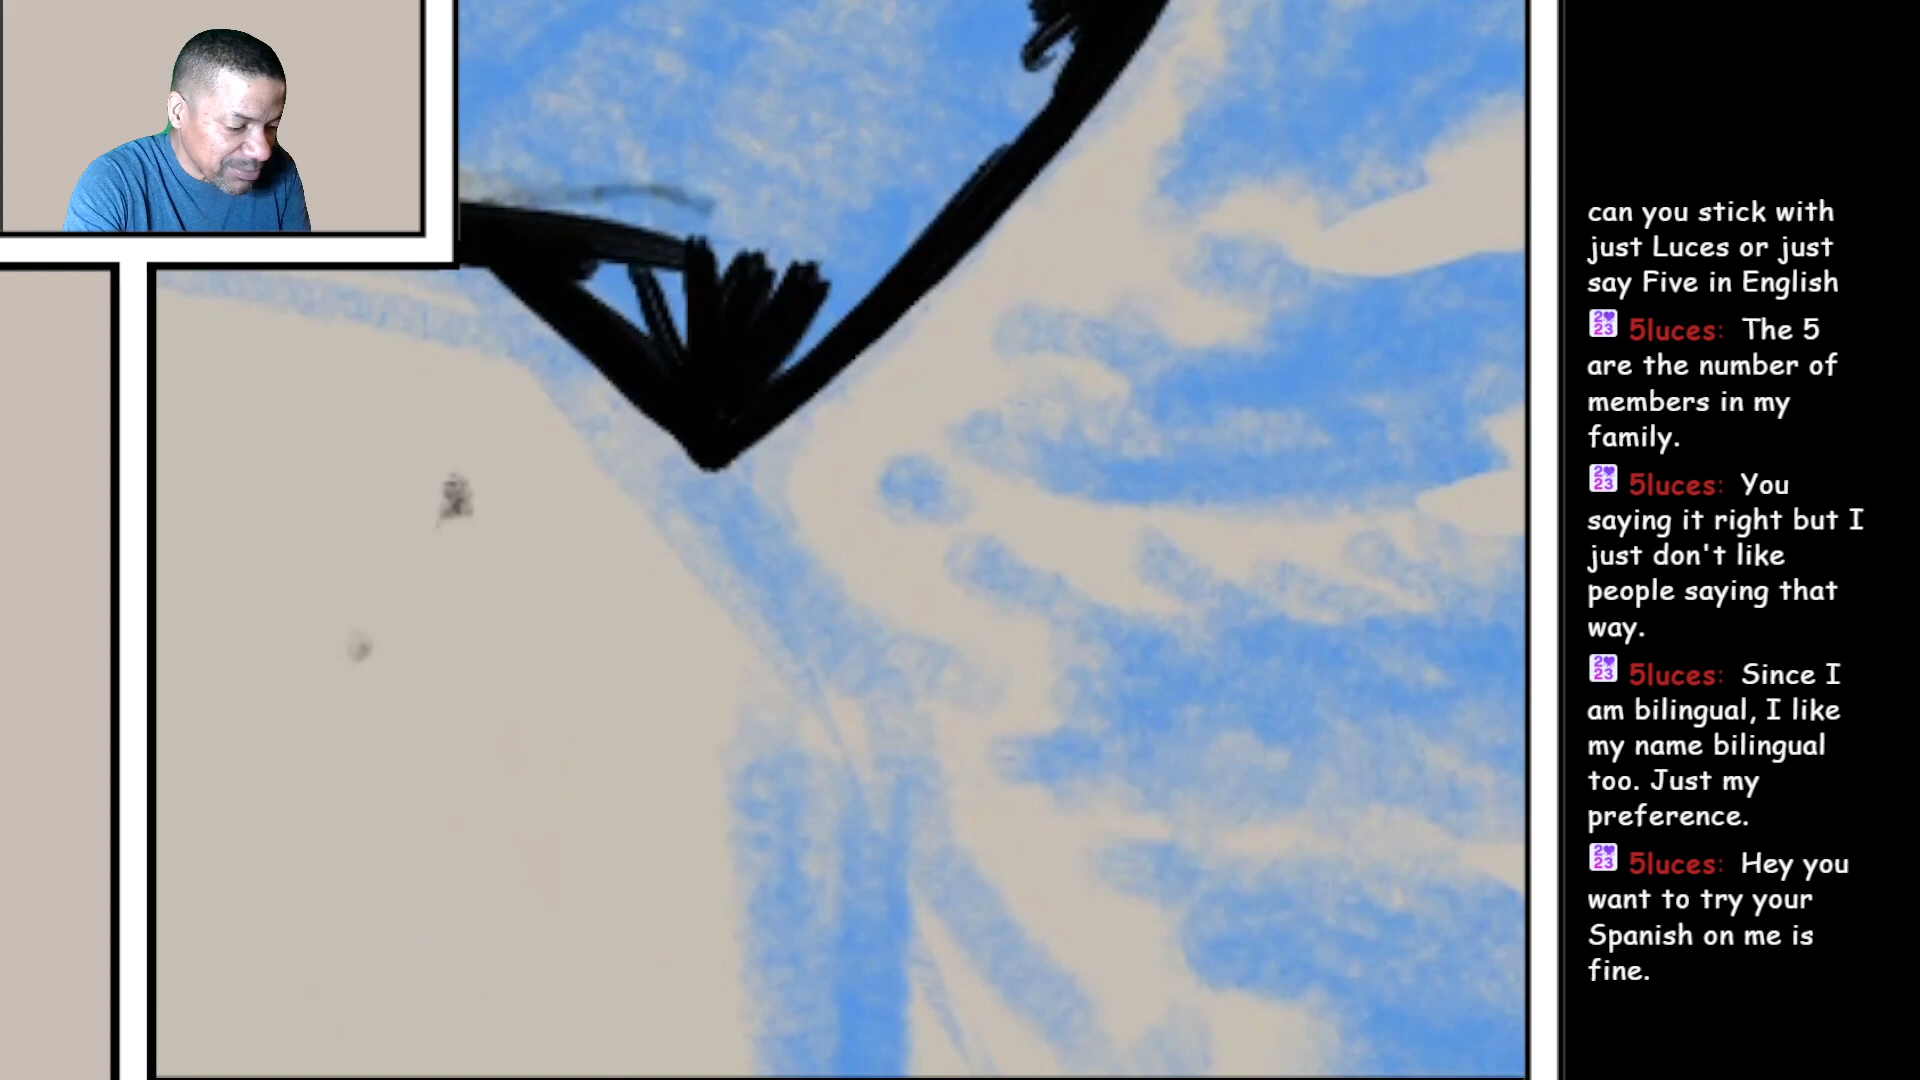 can you stick with
just Luces or just
say Five in English
5luces: The 5
are the number of
members in my
family.
5luces: You
saying it right but I
just don't like
people saying that
way.
5luces: Since I
am bilingual, I like
my name bilingual
too. Just my
preference.
5luces: Hey you
want to try your
Spanish on me is
fine.